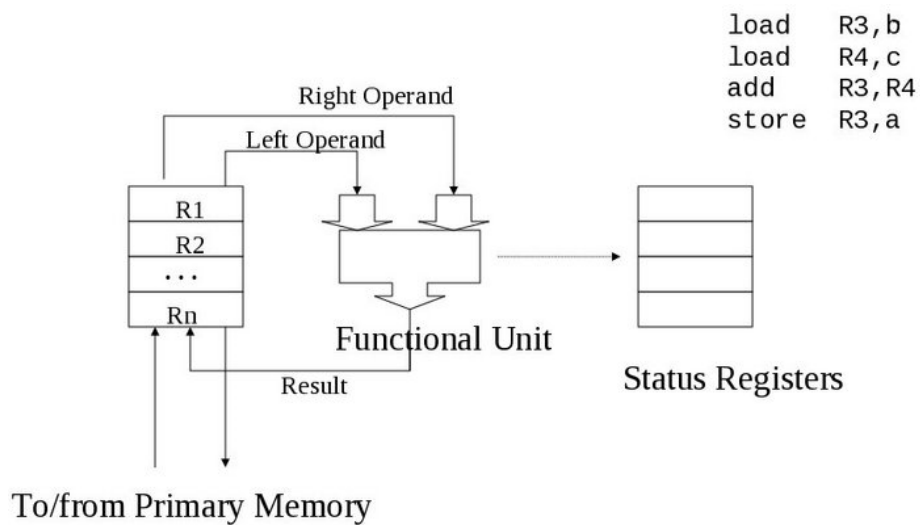 load R3,b
load R4,c
add R3,R4
store R3,a
Right Operand
Left Operand
R1
R2
...
Rn
Functional Unit
Result
Status Registers
To/from Primary Memory